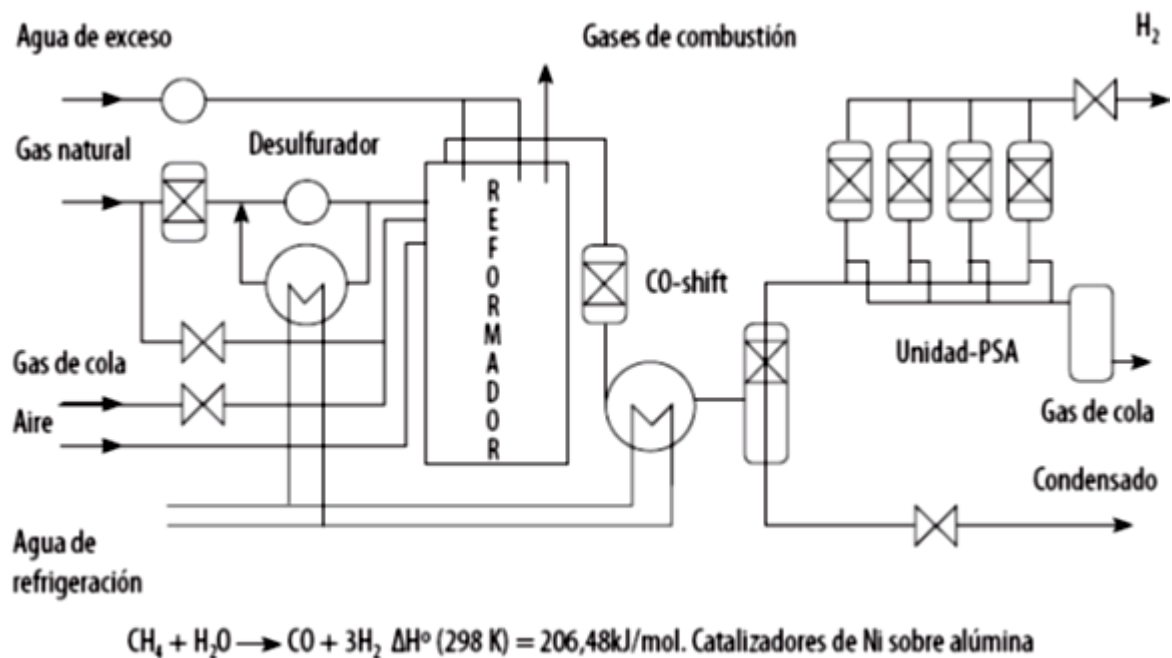 Agua de exceso
Gases de combustión
H₂
Gas natural
Desulfurador
REFORMADOR
CO-shift
Unidad-PSA
Gas de cola
Aire
Gas de cola
Condensado
Agua de
refrigeración
CH₄ + H₂O → CO + 3H₂ ΔHº (298 K) = 206,48kJ/mol. Catalizadores de Ni sobre alúmina